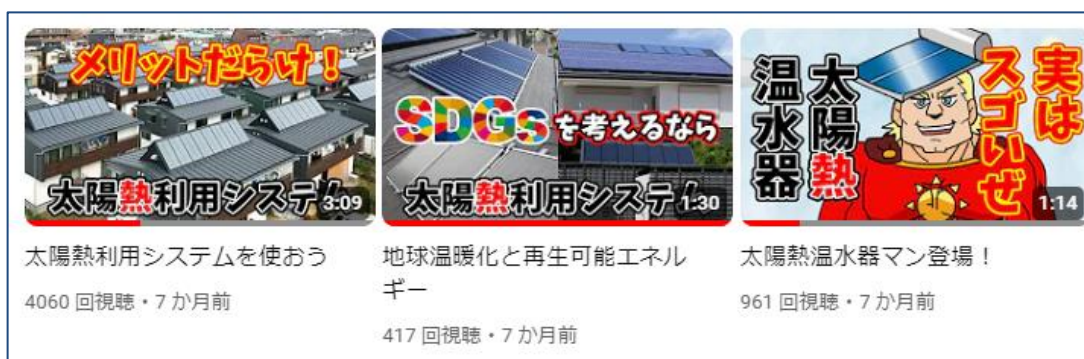 メリットだらけ！
太陽熱利用システム
3:09
太陽熱利用システムを使おう
4060 回視聴・7 か月前
SDGsを考えるなら
太陽熱利用システム
1:30
地球温暖化と再生可能エネル
ギー
417 回視聴・7 か月前
実は
スゴいぜ
太陽熱
温水器
1:14
太陽熱温水器マン登場！
961 回視聴・7 か月前